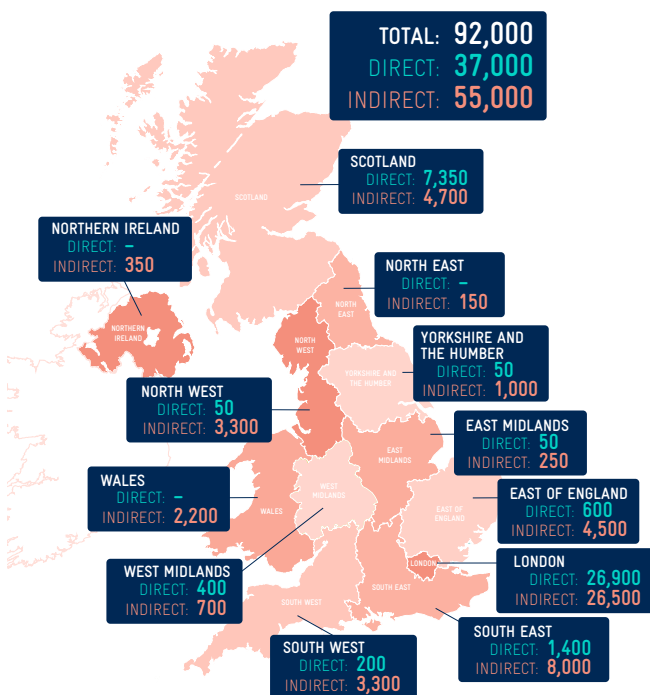 TOTAL: 92,000
DIRECT: 37,000
INDIRECT: 55,000
SCOTLAND
DIRECT: 7,350
INDIRECT: 4,700
SCOTLAND
NORTHERN IRELAND
DIRECT: –
INDIRECT: 350
NORTH EAST
DIRECT: –
INDIRECT: 150
NORTH
EAST
NORTHERN
IRELAND
NORTH
WEST
YORKSHIRE AND
THE HUMBER
DIRECT: 50
INDIRECT: 1,000
YORKSHIRE AND
THE HUMBER
NORTH WEST
DIRECT: 50
INDIRECT: 3,300
EAST MIDLANDS
DIRECT: 50
INDIRECT: 250
EAST
MIDLANDS
WALES
DIRECT: –
INDIRECT: 2,200
WALES
WEST
MIDLANDS
EAST OF ENGLAND
DIRECT: 600
INDIRECT: 4,500
EAST OF
ENGLAND
WEST MIDLANDS
DIRECT: 400
INDIRECT: 700
LONDON
LONDON
DIRECT: 26,900
INDIRECT: 26,500
SOUTH EAST
SOUTH WEST
SOUTH WEST
DIRECT: 200
INDIRECT: 3,300
SOUTH EAST
DIRECT: 1,400
INDIRECT: 8,000